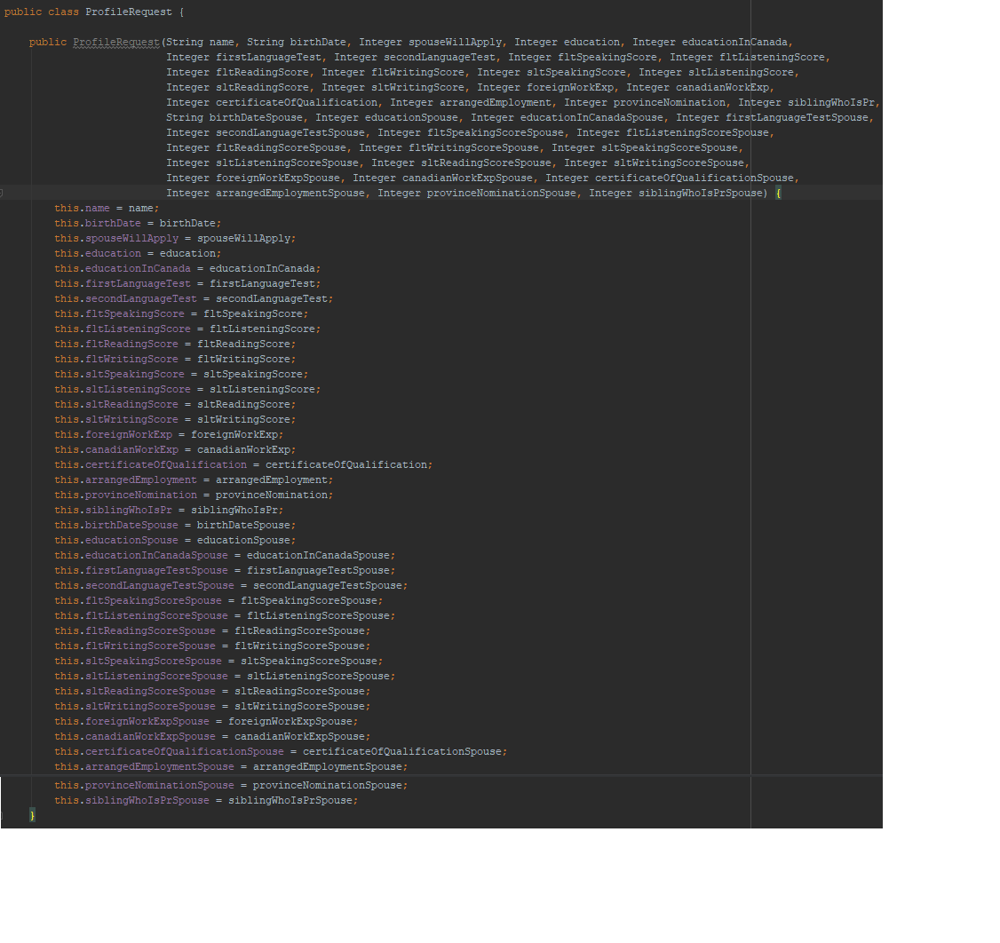 public class ProfileRequest {
public ProfileRequest(String name, String birthDate, Integer spouseWillApply, Integer education, Integer educationInCanada,
Integer firstLanguageTest, Integer secondLanguageTest, Integer fltSpeakingScore, Integer fltListeningScore,
Integer fltReadingScore, Integer fltWritingScore, Integer sltSpeakingScore, Integer sltListeningScore,
Integer sltReadingScore, Integer sltWritingScore, Integer foreignWorkExp, Integer canadianWorkExp,
Integer certificateOfQualification, Integer arrangedEmployment, Integer provinceNomination, Integer siblingWhoIsPr,
String birthDateSpouse, Integer educationSpouse, Integer educationInCanadaSpouse, Integer firstLanguageTestSpouse,
Integer secondLanguageTestSpouse, Integer fltSpeakingScoreSpouse, Integer fltListeningScoreSpouse,
Integer fltReadingScoreSpouse, Integer fltWritingScoreSpouse, Integer sltSpeakingScoreSpouse,
Integer sltListeningScoreSpouse, Integer sltReadingScoreSpouse, Integer sltWritingScoreSpouse,
Integer foreignWorkExpSpouse, Integer canadianWorkExpSpouse, Integer certificateOfQualificationSpouse,
Integer arrangedEmploymentSpouse, Integer provinceNominationSpouse, Integer siblingWhoIsPrSpouse) {
this.name = name;
this.birthDate = birthDate;
this.spouseWillApply = spouseWillApply;
this.education = education;
this.educationInCanada = educationInCanada;
this.firstLanguageTest = firstLanguageTest;
this.secondLanguageTest = secondLanguageTest;
this.fltSpeakingScore = fltSpeakingScore;
this.fltListeningScore = fltListeningScore;
this.fltReadingScore = fltReadingScore;
this.fltWritingScore = fltWritingScore;
this.sltSpeakingScore = sltSpeakingScore;
this.sltListeningScore = sltListeningScore;
this.sltReadingScore = sltReadingScore;
this.sltWritingScore = sltWritingScore;
this.foreignWorkExp = foreignWorkExp;
this.canadianWorkExp = canadianWorkExp;
this.certificateOfQualification = certificateOfQualification;
this.arrangedEmployment = arrangedEmployment;
this.provinceNomination = provinceNomination;
this.siblingWhoIsPr = siblingWhoIsPr;
this.birthDateSpouse = birthDateSpouse;
this.educationSpouse = educationSpouse;
this.educationInCanadaSpouse = educationInCanadaSpouse;
this.firstLanguageTestSpouse = firstLanguageTestSpouse;
this.secondLanguageTestSpouse = secondLanguageTestSpouse;
this.fltSpeakingScoreSpouse = fltSpeakingScoreSpouse;
this.fltListeningScoreSpouse = fltListeningScoreSpouse;
this.fltReadingScoreSpouse = fltReadingScoreSpouse;
this.fltWritingScoreSpouse = fltWritingScoreSpouse;
this.sltSpeakingScoreSpouse = sltSpeakingScoreSpouse;
this.sltListeningScoreSpouse = sltListeningScoreSpouse;
this.sltReadingScoreSpouse = sltReadingScoreSpouse;
this.sltWritingScoreSpouse = sltWritingScoreSpouse;
this.foreignWorkExpSpouse = foreignWorkExpSpouse;
this.canadianWorkExpSpouse = canadianWorkExpSpouse;
this.certificateOfQualificationSpouse = certificateOfQualificationSpouse;
this.arrangedEmploymentSpouse = arrangedEmploymentSpouse;
this.provinceNominationSpouse = provinceNominationSpouse;
this.siblingWhoIsPrSpouse = siblingWhoIsPrSpouse;
}